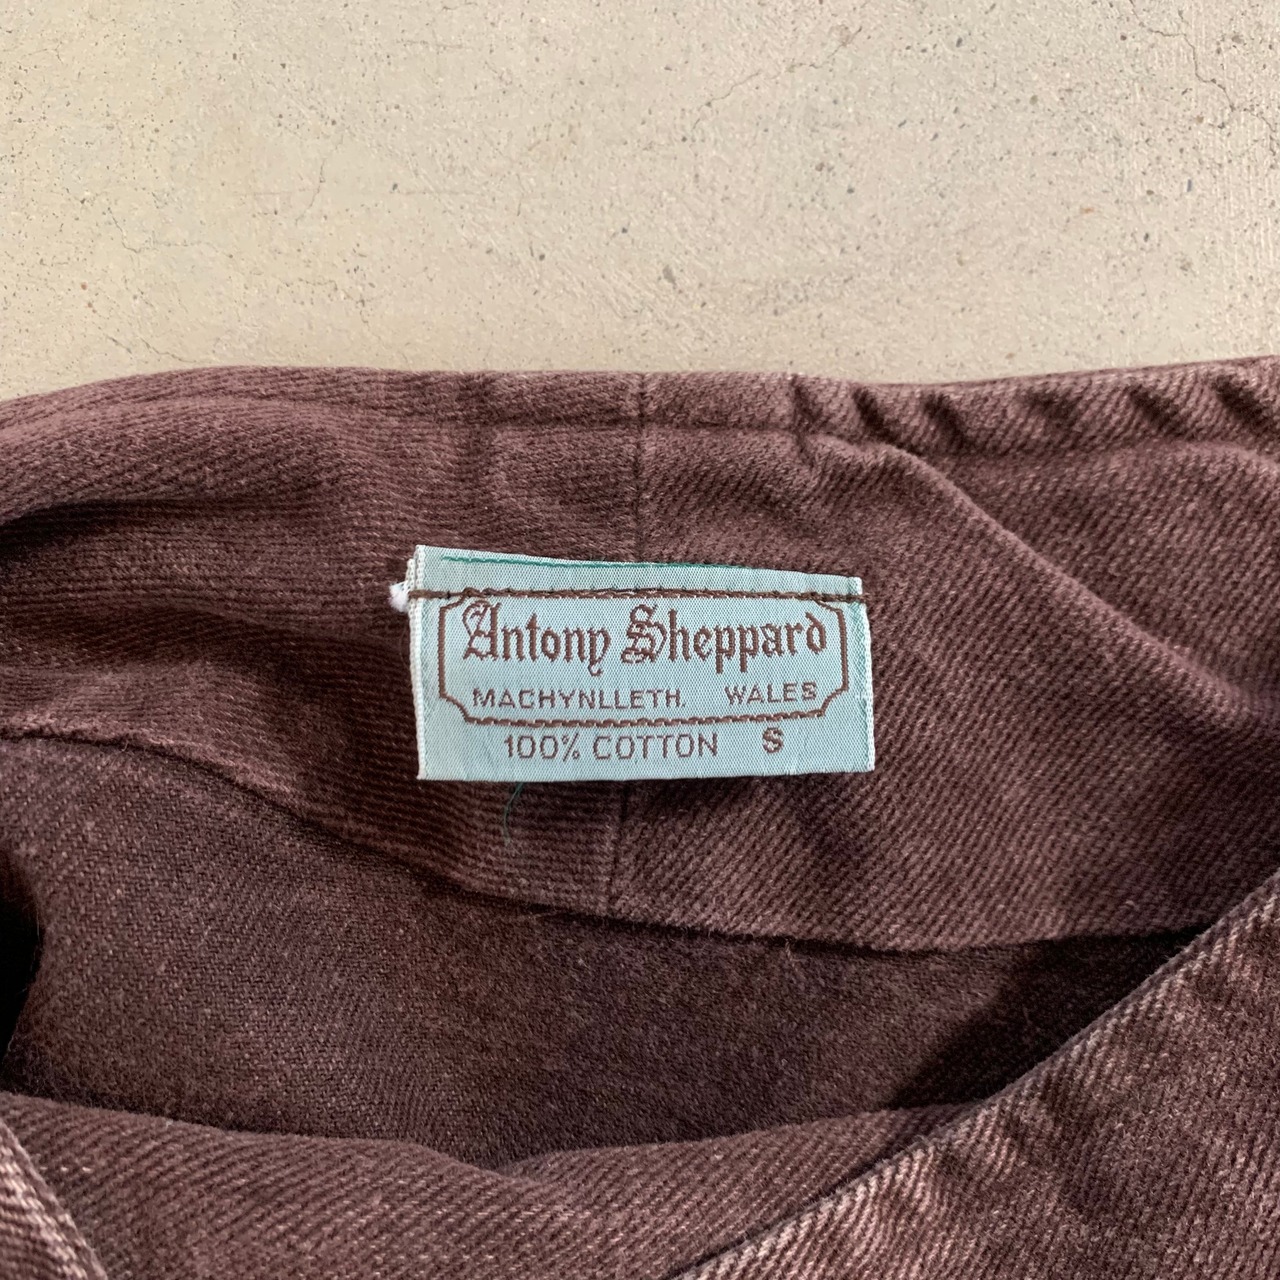 Antony Sheppard
MACHYNLLETH. WALES
100% COTTON S